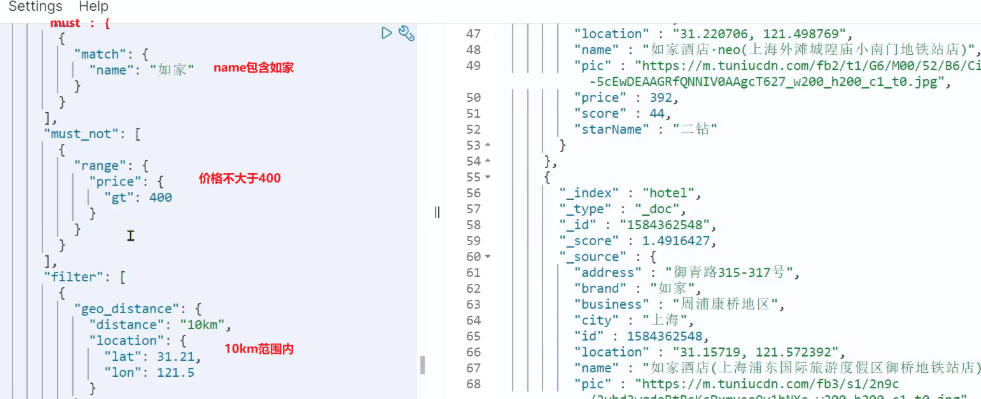 Settings Help
must : {
{
"match": {
"name": "如家" name包含如家
}
}
],
"must_not": [
{
"range": {
"price": { 价格不大于400
"gt": 400
}
}
}
],
"filter": [
{
"geo_distance": {
"distance": "10km",
"location": { 10km范围内
"lat": 31.21,
"lon": 121.5
}
47 "location" : "31.220706, 121.498769",
48 "name" : "如家酒店·neo(上海外滩城隍庙小南门地铁站店)",
49 "pic" : "https://m.tuniucdn.com/fb2/t1/G6/M00/52/B6/Ci
-5cEwDEAAGRfQNNIV0AAgcT627_w200_h200_c1_t0.jpg",
50 "price" : 392,
51 "score" : 44,
52 "starName" : "二钻"
53 }
54 },
55 {
56 "_index" : "hotel",
57 "_type" : "_doc",
58 "_id" : "1584362548",
59 "_score" : 1.4916427,
60 "_source" : {
61 "address" : "御青路315-317号",
62 "brand" : "如家",
63 "business" : "周浦康桥地区",
64 "city" : "上海",
65 "id" : 1584362548,
66 "location" : "31.15719, 121.572392",
67 "name" : "如家酒店(上海浦东国际旅游度假区御桥地铁站店)
68 "pic" : "https://m.tuniucdn.com/fb3/s1/2n9c